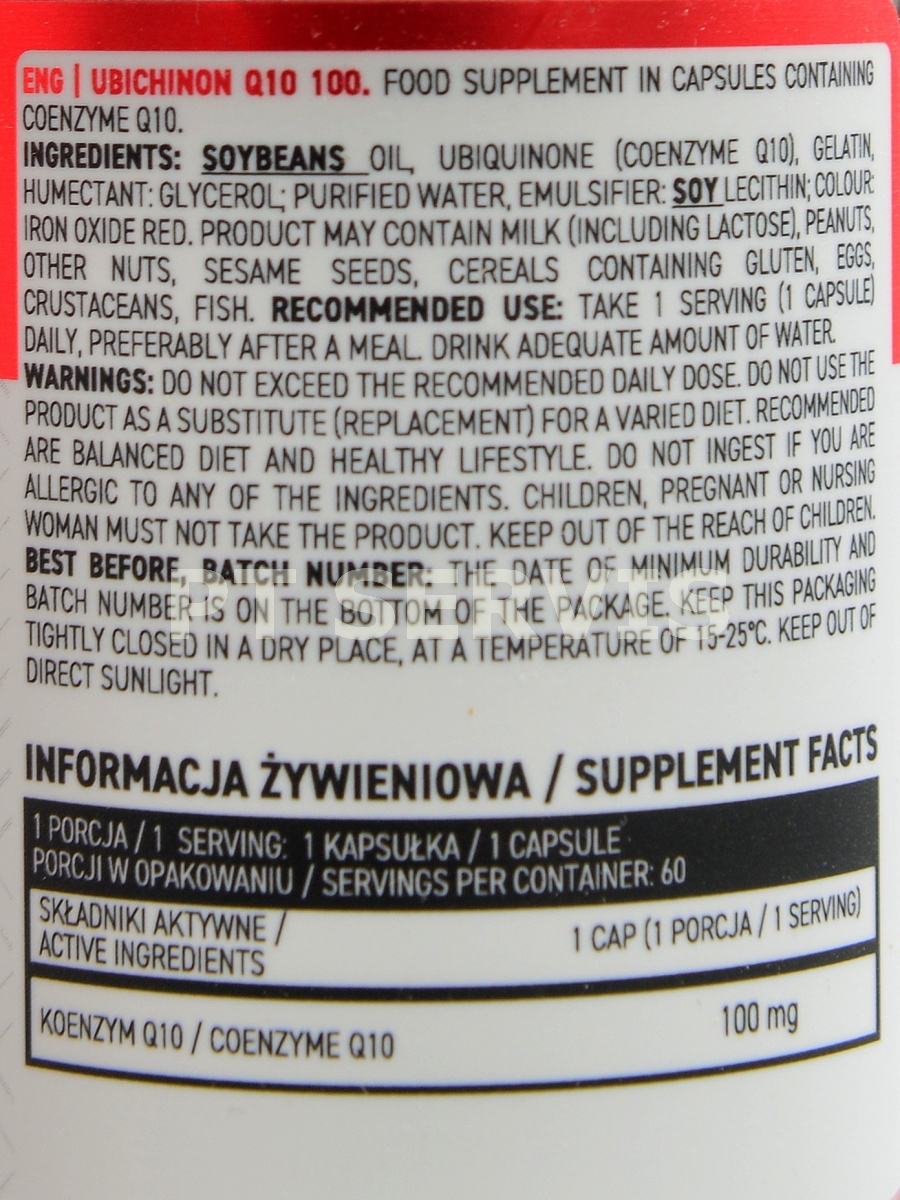 ENG | UBICHINON Q10 100. FOOD SUPPLEMENT IN CAPSULES CONTAINING
COENZYME Q10.
INGREDIENTS: SOYBEANS OIL, UBIQUINONE (COENZYME Q10), GELATIN,
HUMECTANT: GLYCEROL; PURIFIED WATER, EMULSIFIER: SOY LECITHIN; COLOUR:
IRON OXIDE RED. PRODUCT MAY CONTAIN MILK (INCLUDING LACTOSE), PEANUTS,
OTHER NUTS, SESAME SEEDS, CEREALS CONTAINING GLUTEN, EGGS,
CRUSTACEANS, FISH. RECOMMENDED USE: TAKE 1 SERVING (1 CAPSULE)
DAILY, PREFERABLY AFTER A MEAL. DRINK ADEQUATE AMOUNT OF WATER.
WARNINGS: DO NOT EXCEED THE RECOMMENDED DAILY DOSE. DO NOT USE THE
PRODUCT AS A SUBSTITUTE (REPLACEMENT) FOR A VARIED DIET. RECOMMENDED
ARE BALANCED DIET AND HEALTHY LIFESTYLE. DO NOT INGEST IF YOU ARE
ALLERGIC TO ANY OF THE INGREDIENTS. CHILDREN, PREGNANT OR NURSING
WOMAN MUST NOT TAKE THE PRODUCT. KEEP OUT OF THE REACH OF CHILDREN.
BEST BEFORE, BATCH NUMBER: THE DATE OF MINIMUM DURABILITY AND
BATCH NUMBER IS ON THE BOTTOM OF THE PACKAGE. KEEP THIS PACKAGING
PT SERVIS
TIGHTLY CLOSED IN A DRY PLACE, AT A TEMPERATURE OF 15-25°C. KEEP OUT OF
DIRECT SUNLIGHT.
INFORMACJA ŻYWIENIOWA / SUPPLEMENT FACTS
1 PORCJA / 1 SERVING: 1 KAPSUŁKA / 1 CAPSULE
PORCJI W OPAKOWANIU / SERVINGS PER CONTAINER: 60
SKŁADNIKI AKTYWNE /
ACTIVE INGREDIENTS
1 CAP (1 PORCJA / 1 SERVING)
KOENZYM Q10 / COENZYME Q10
100 mg